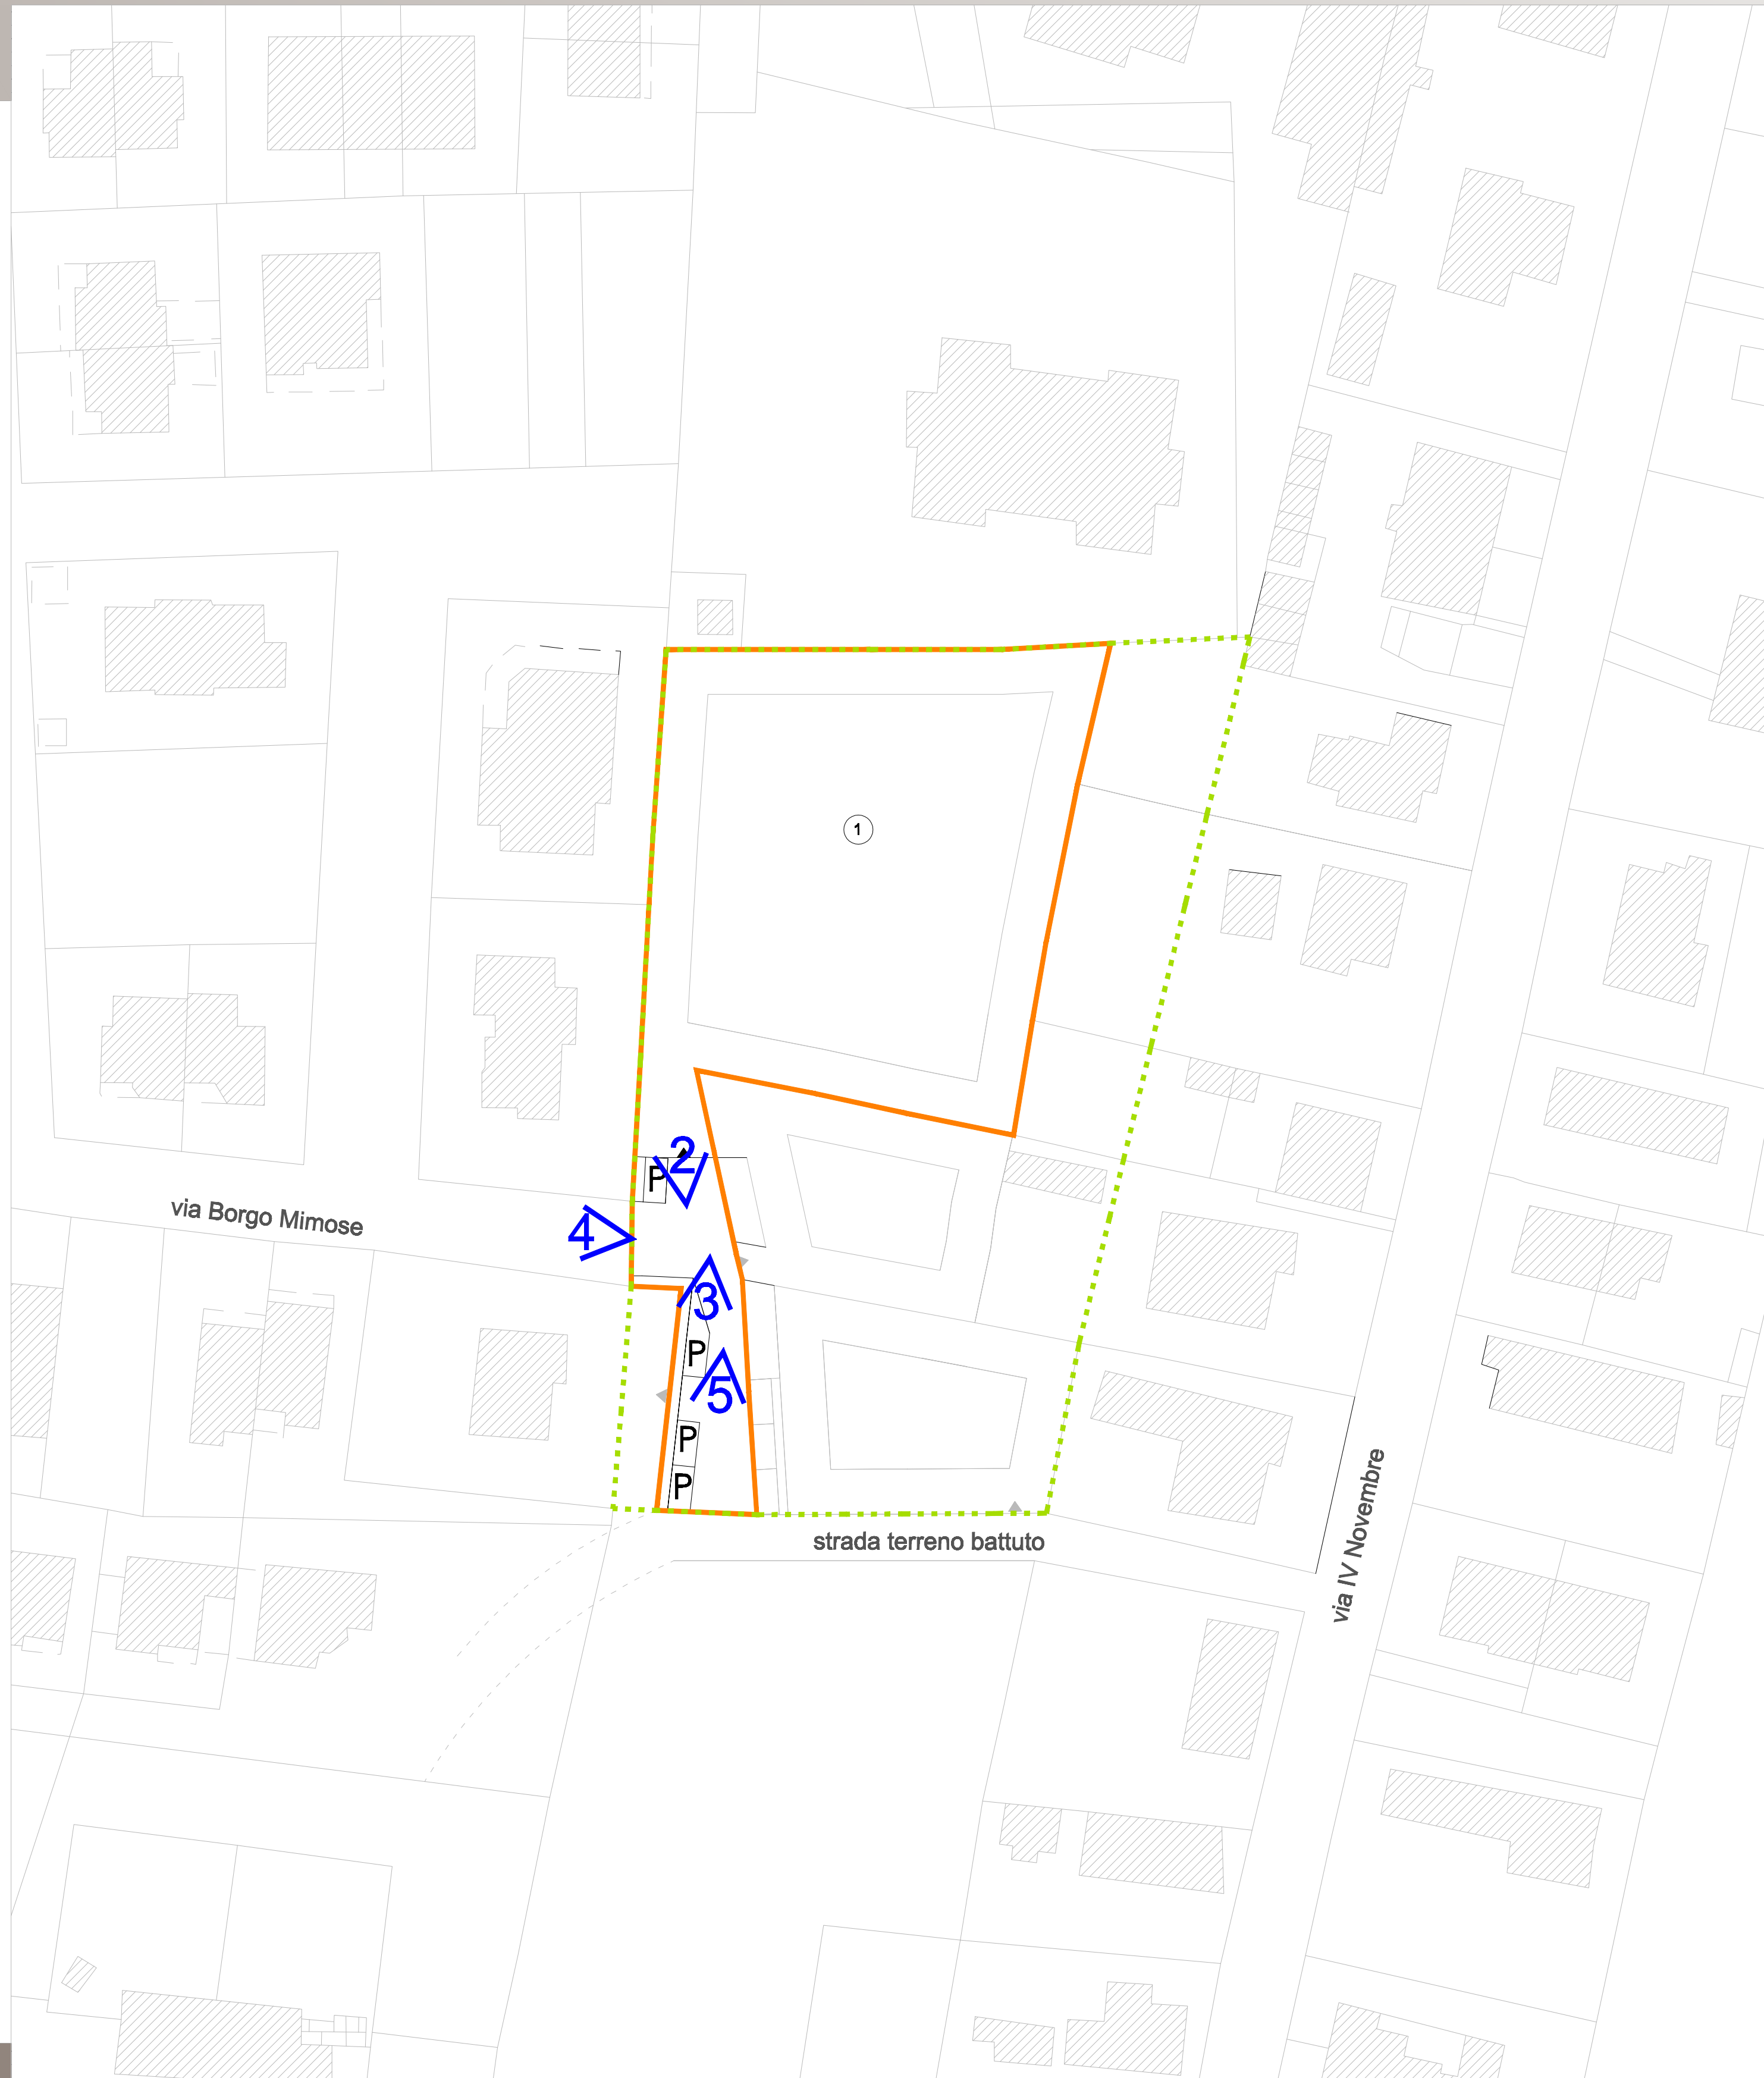 1
2
P
4
via Borgo Mimose
3
P
5
P
P
strada terreno battuto
via IV Novembre